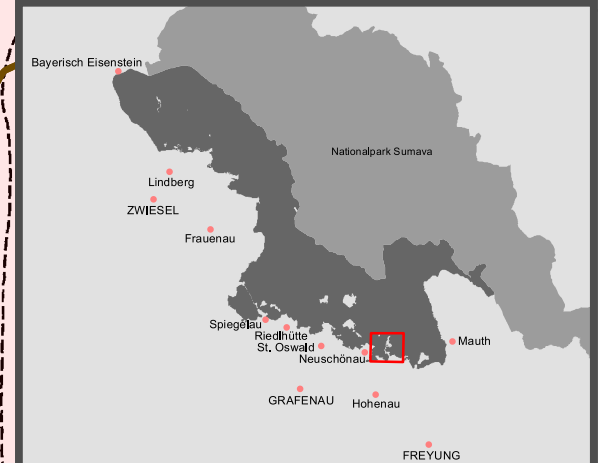 Bayerisch Eisenstein
Nationalpark Sumava
Lindberg
ZWIESEL
Frauenau
Spiegelau
Riedlhütte
St. Oswald
Neuschönau
Mauth
GRAFENAU
Hohenau
FREYUNG